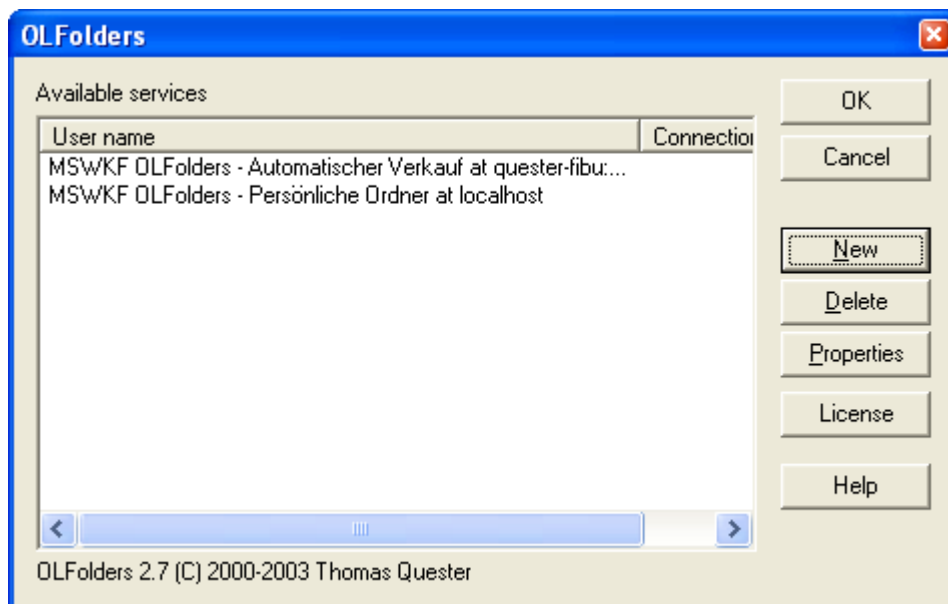 OLFolders
Available services
OK
User name Connection
Cancel
MSWKF OLFolders - Automatischer Verkauf at quester-fibu:...
MSWKF OLFolders - Persönliche Ordner at localhost
New
Delete
Properties
License
Help
OLFolders 2.7 (C) 2000-2003 Thomas Quester